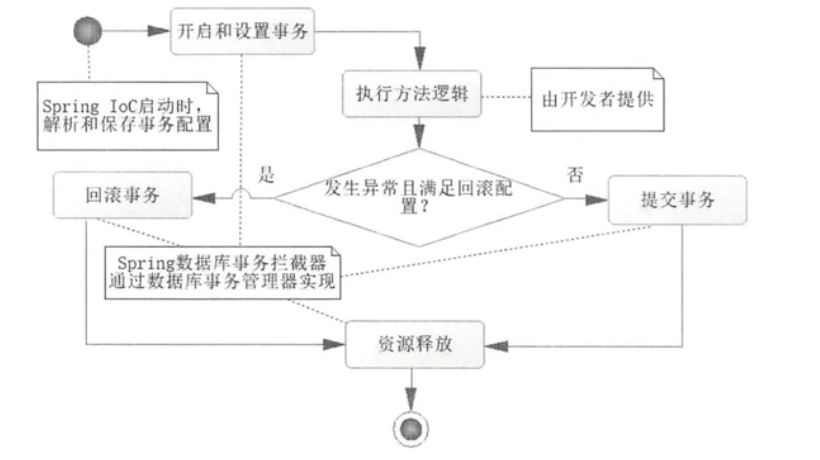 开启和设置事务
Spring IoC启动时，
解析和保存事务配置
执行方法逻辑
由开发者提供
是
发生异常且满足回滚配
置？
否
回滚事务
提交事务
Spring数据库事务拦截器
通过数据库事务管理器实现
资源释放